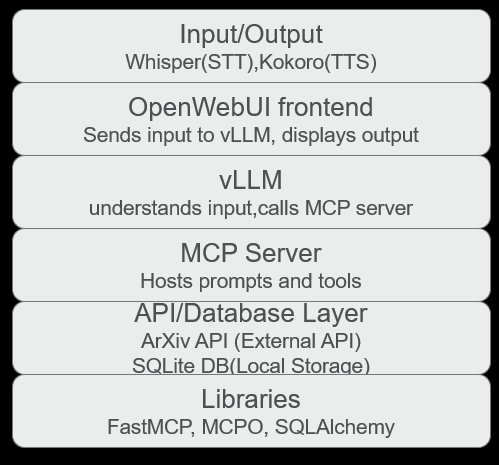 Input/Output
Whisper(STT),Kokoro(TTS)
OpenWebUI frontend
Sends input to vLLM, displays output
vLLM
understands input,calls MCP server
MCP Server
Hosts prompts and tools
API/Database Layer
ArXiv API (External API)
SQLite DB(Local Storage)
Libraries
FastMCP, MCPO, SQLAlchemy